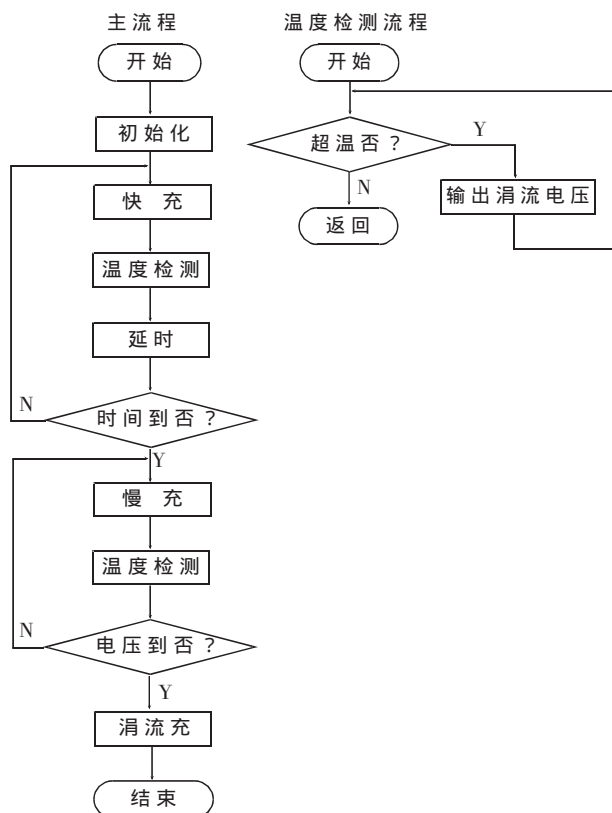 主流程
开始
初始化
快 充
温度检测
延时
时间到否？
N
Y
慢 充
温度检测
电压到否？
N
Y
涓流充
结束
温度检测流程
开始
超温否？
Y
N
输出涓流电压
返回